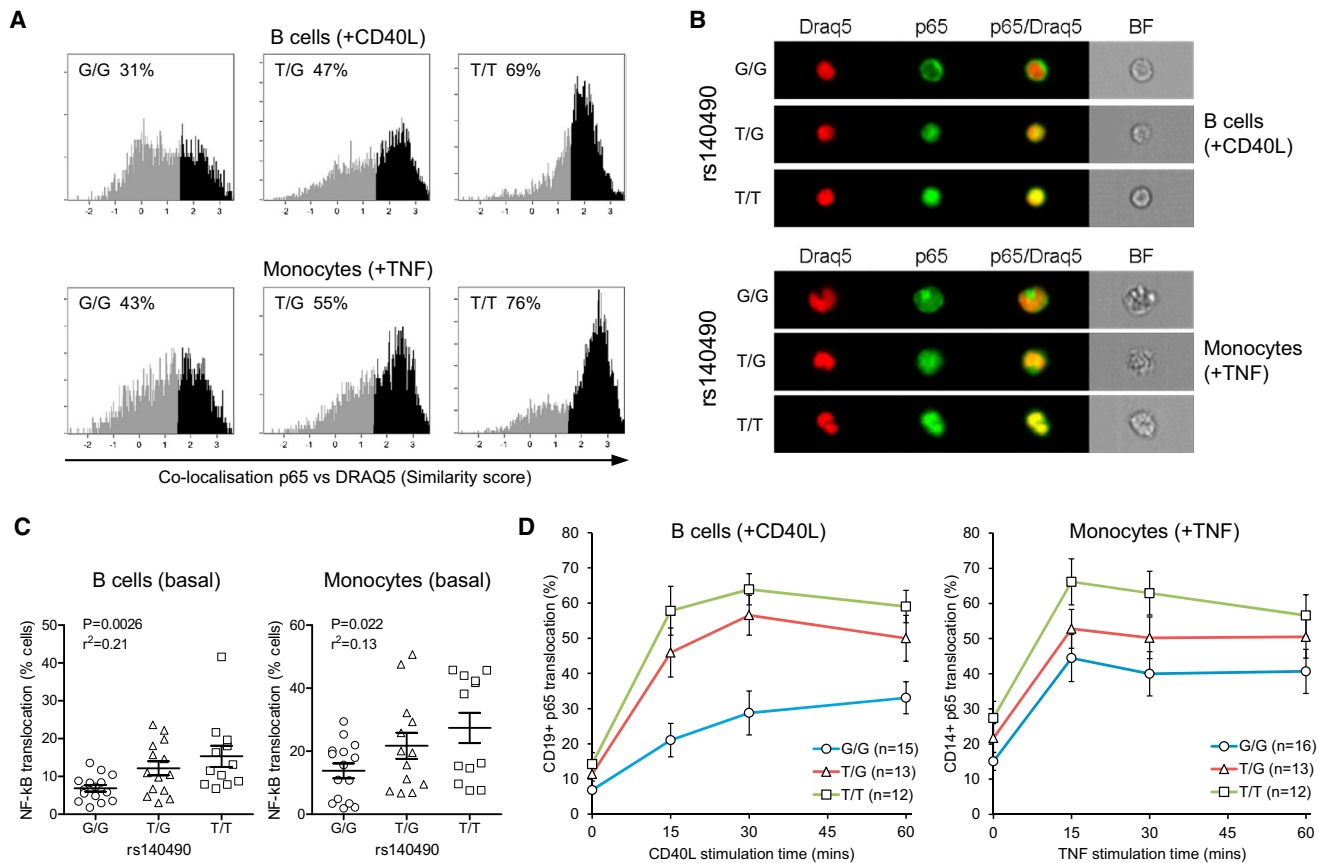 A
B cells (+CD40L)
G/G 31%
T/G 47%
T/T 69%
-2 -1 0 1 2 3
-2 -1 0 1 2 3
-2 -1 0 1 2 3
Monocytes (+TNF)
G/G 43%
T/G 55%
T/T 76%
-2 -1 0 1 2 3
-2 -1 0 1 2 3
-2 -1 0 1 2 3
Co-localisation p65 vs DRAQ5 (Similarity score)
B
Draq5 p65 p65/Draq5 BF
rs140490
G/G
T/G
T/T
B cells
(+CD40L)
Draq5 p65 p65/Draq5 BF
rs140490
G/G
T/G
T/T
Monocytes
(+TNF)
C
B cells (basal)
P=0.0026
r²=0.21
NF-kB translocation (% cells)
50
40
30
20
10
0
G/G T/G T/T
rs140490
Monocytes (basal)
P=0.022
r²=0.13
NF-kB translocation (% cells)
60
40
20
0
G/G T/G T/T
rs140490
D
B cells (+CD40L)
CD19+ p65 translocation (%)
80
70
60
50
40
30
20
10
0
G/G (n=15)
T/G (n=13)
T/T (n=12)
0 15 30 45 60
CD40L stimulation time (mins)
Monocytes (+TNF)
CD14+ p65 translocation (%)
80
70
60
50
40
30
20
10
0
G/G (n=16)
T/G (n=13)
T/T (n=12)
0 15 30 45 60
TNF stimulation time (mins)